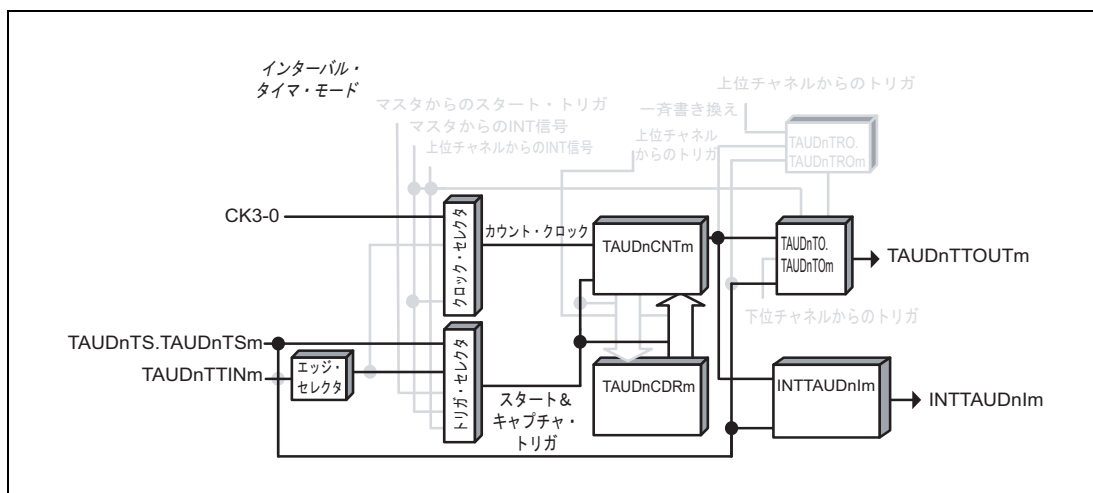 インターバル・
タイマ・モード
上位チャネルからのトリガ
マスタからのスタート・トリガ
一斉書き換え
マスタからのINT信号
上位チャネル
からのトリガ
上位チャネルからのINT信号
TAUDnTRO.
TAUDnTROm
CK3-0
クロック・セレクタ
カウント・クロック
TAUDnCNTm
TAUDnTO.
TAUDnTOm
TAUDnTTOUTm
下位チャネルからのトリガ
TAUDnTS.TAUDnTSm
TAUDnTTINm
エッジ・
セレクタ
トリガ・セレクタ
スタート&
キャプチャ・
トリガ
TAUDnCDRm
INTTAUDnIm
INTTAUDnIm